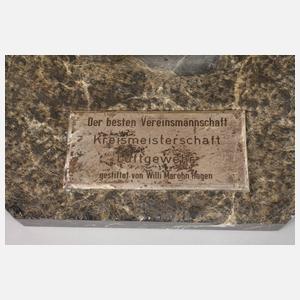 Der besten Vereinsmannschaft
Kreismeisterschaft
Luftgewehr
gestiftet von Willi Marohn Hagen